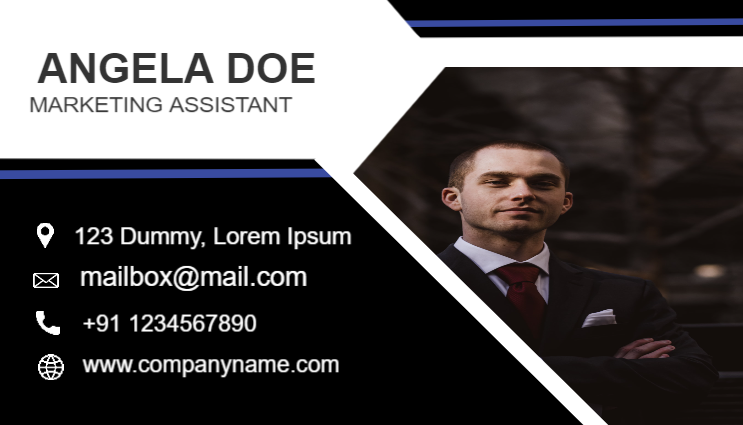 ANGELA DOE
MARKETING ASSISTANT
123 Dummy, Lorem Ipsum
mailbox@mail.com
+91 1234567890
www.companyname.com